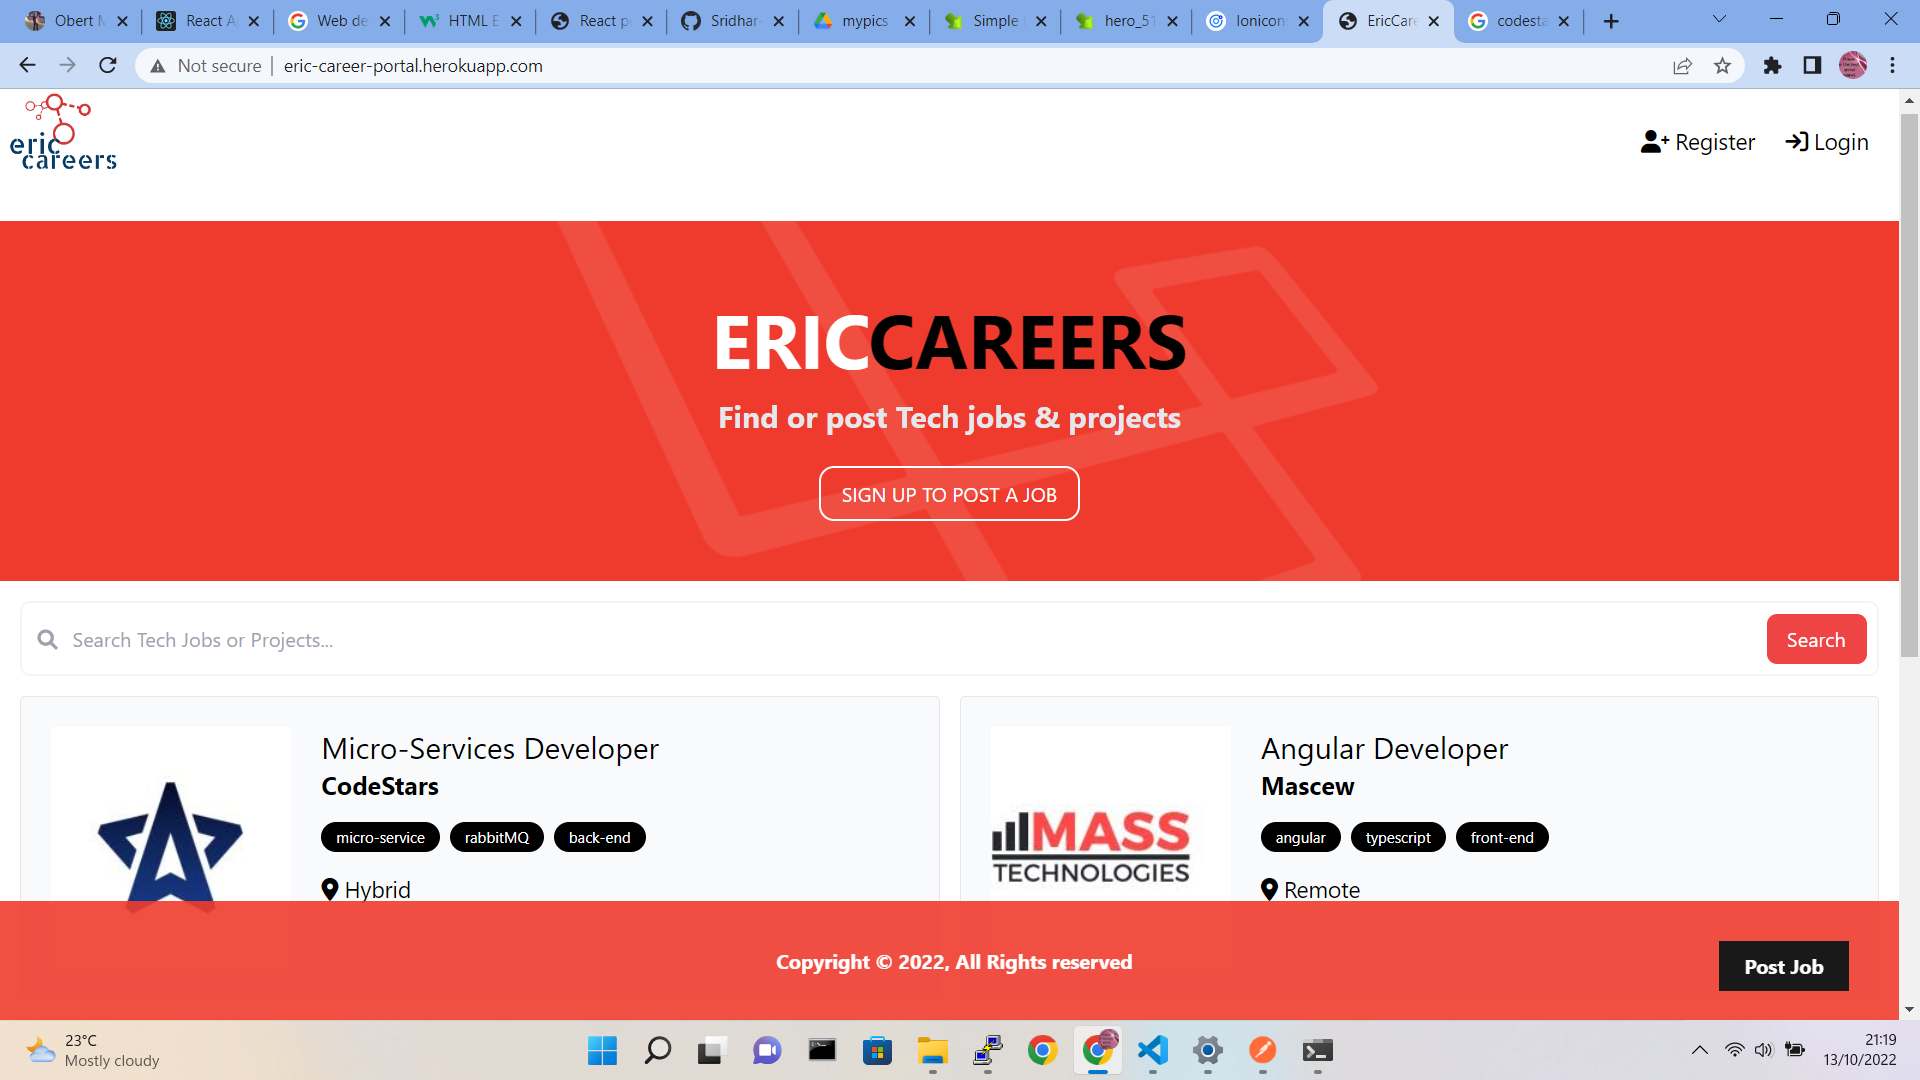 Obert M
React A
Web de
HTML E
React p
Sridhar-
mypics
Simple
hero_51
Ionicon
EricCare
codesta
Not secure
eric-career-portal.herokuapp.com
eric
careers
Register
Login
ERICCAREERS
Find or post Tech jobs & projects
SIGN UP TO POST A JOB
Search Tech Jobs or Projects...
Search
Micro-Services Developer
CodeStars
micro-service rabbitMQ back-end
Hybrid
MASS
TECHNOLOGIES
Angular Developer
Mascew
angular typescript front-end
Remote
Copyright © 2022, All Rights reserved
Post Job
23°C
Mostly cloudy
21:19
13/10/2022